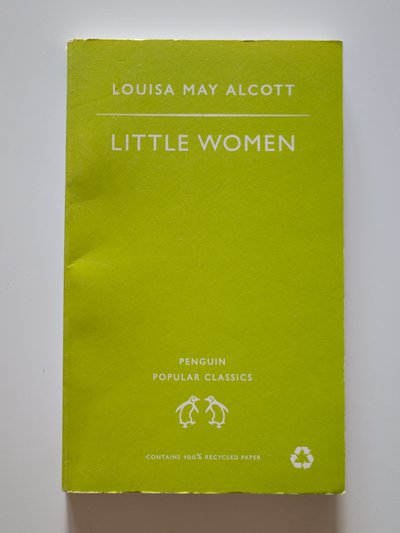 LOUISA MAY ALCOTT
LITTLE WOMEN
PENGUIN
POPULAR CLASSICS
CONTAINS 100% RECYCLED PAPER